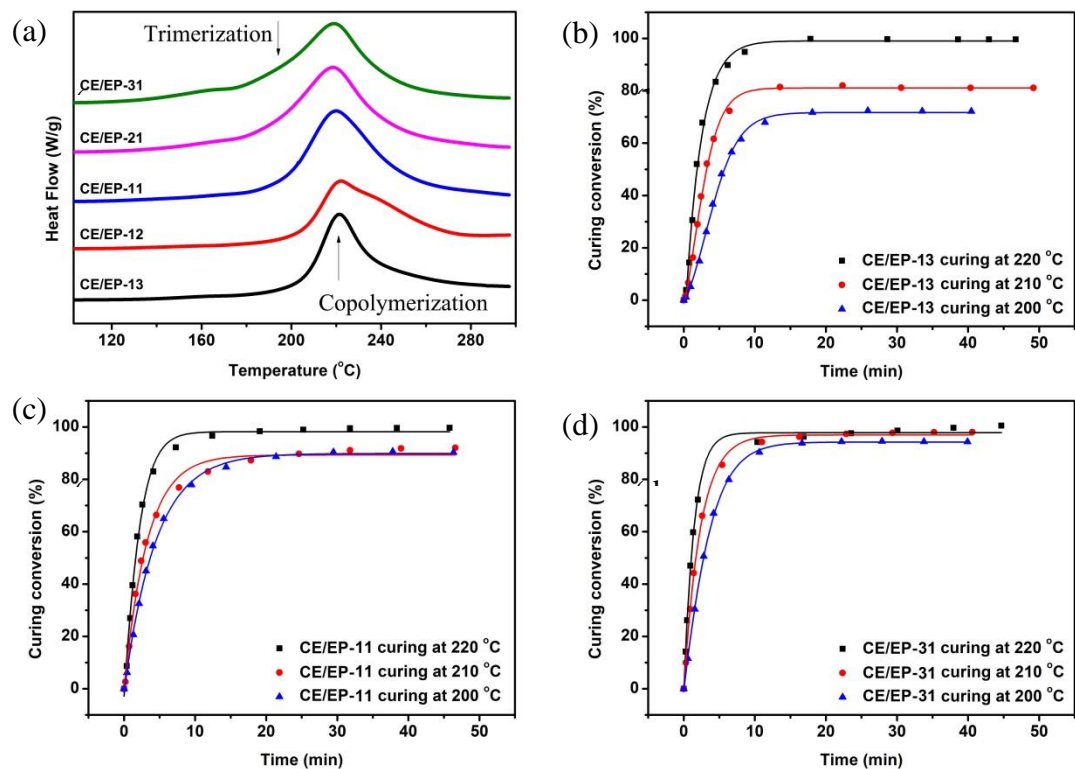 (a)
Trimerization
CE/EP-31
CE/EP-21
CE/EP-11
CE/EP-12
CE/EP-13
Copolymerization
Heat Flow (W/g)
120 160 200 240 280
Temperature (°C)
(b)
Curing conversion (%)
100
80
60
40
20
0
CE/EP-13 curing at 220 °C
CE/EP-13 curing at 210 °C
CE/EP-13 curing at 200 °C
0 10 20 30 40 50
Time (min)
(c)
Curing conversion (%)
100
80
60
40
20
0
CE/EP-11 curing at 220 °C
CE/EP-11 curing at 210 °C
CE/EP-11 curing at 200 °C
0 10 20 30 40 50
Time (min)
(d)
Curing conversion (%)
100
80
60
40
20
0
CE/EP-31 curing at 220 °C
CE/EP-31 curing at 210 °C
CE/EP-31 curing at 200 °C
0 10 20 30 40 50
Time (min)